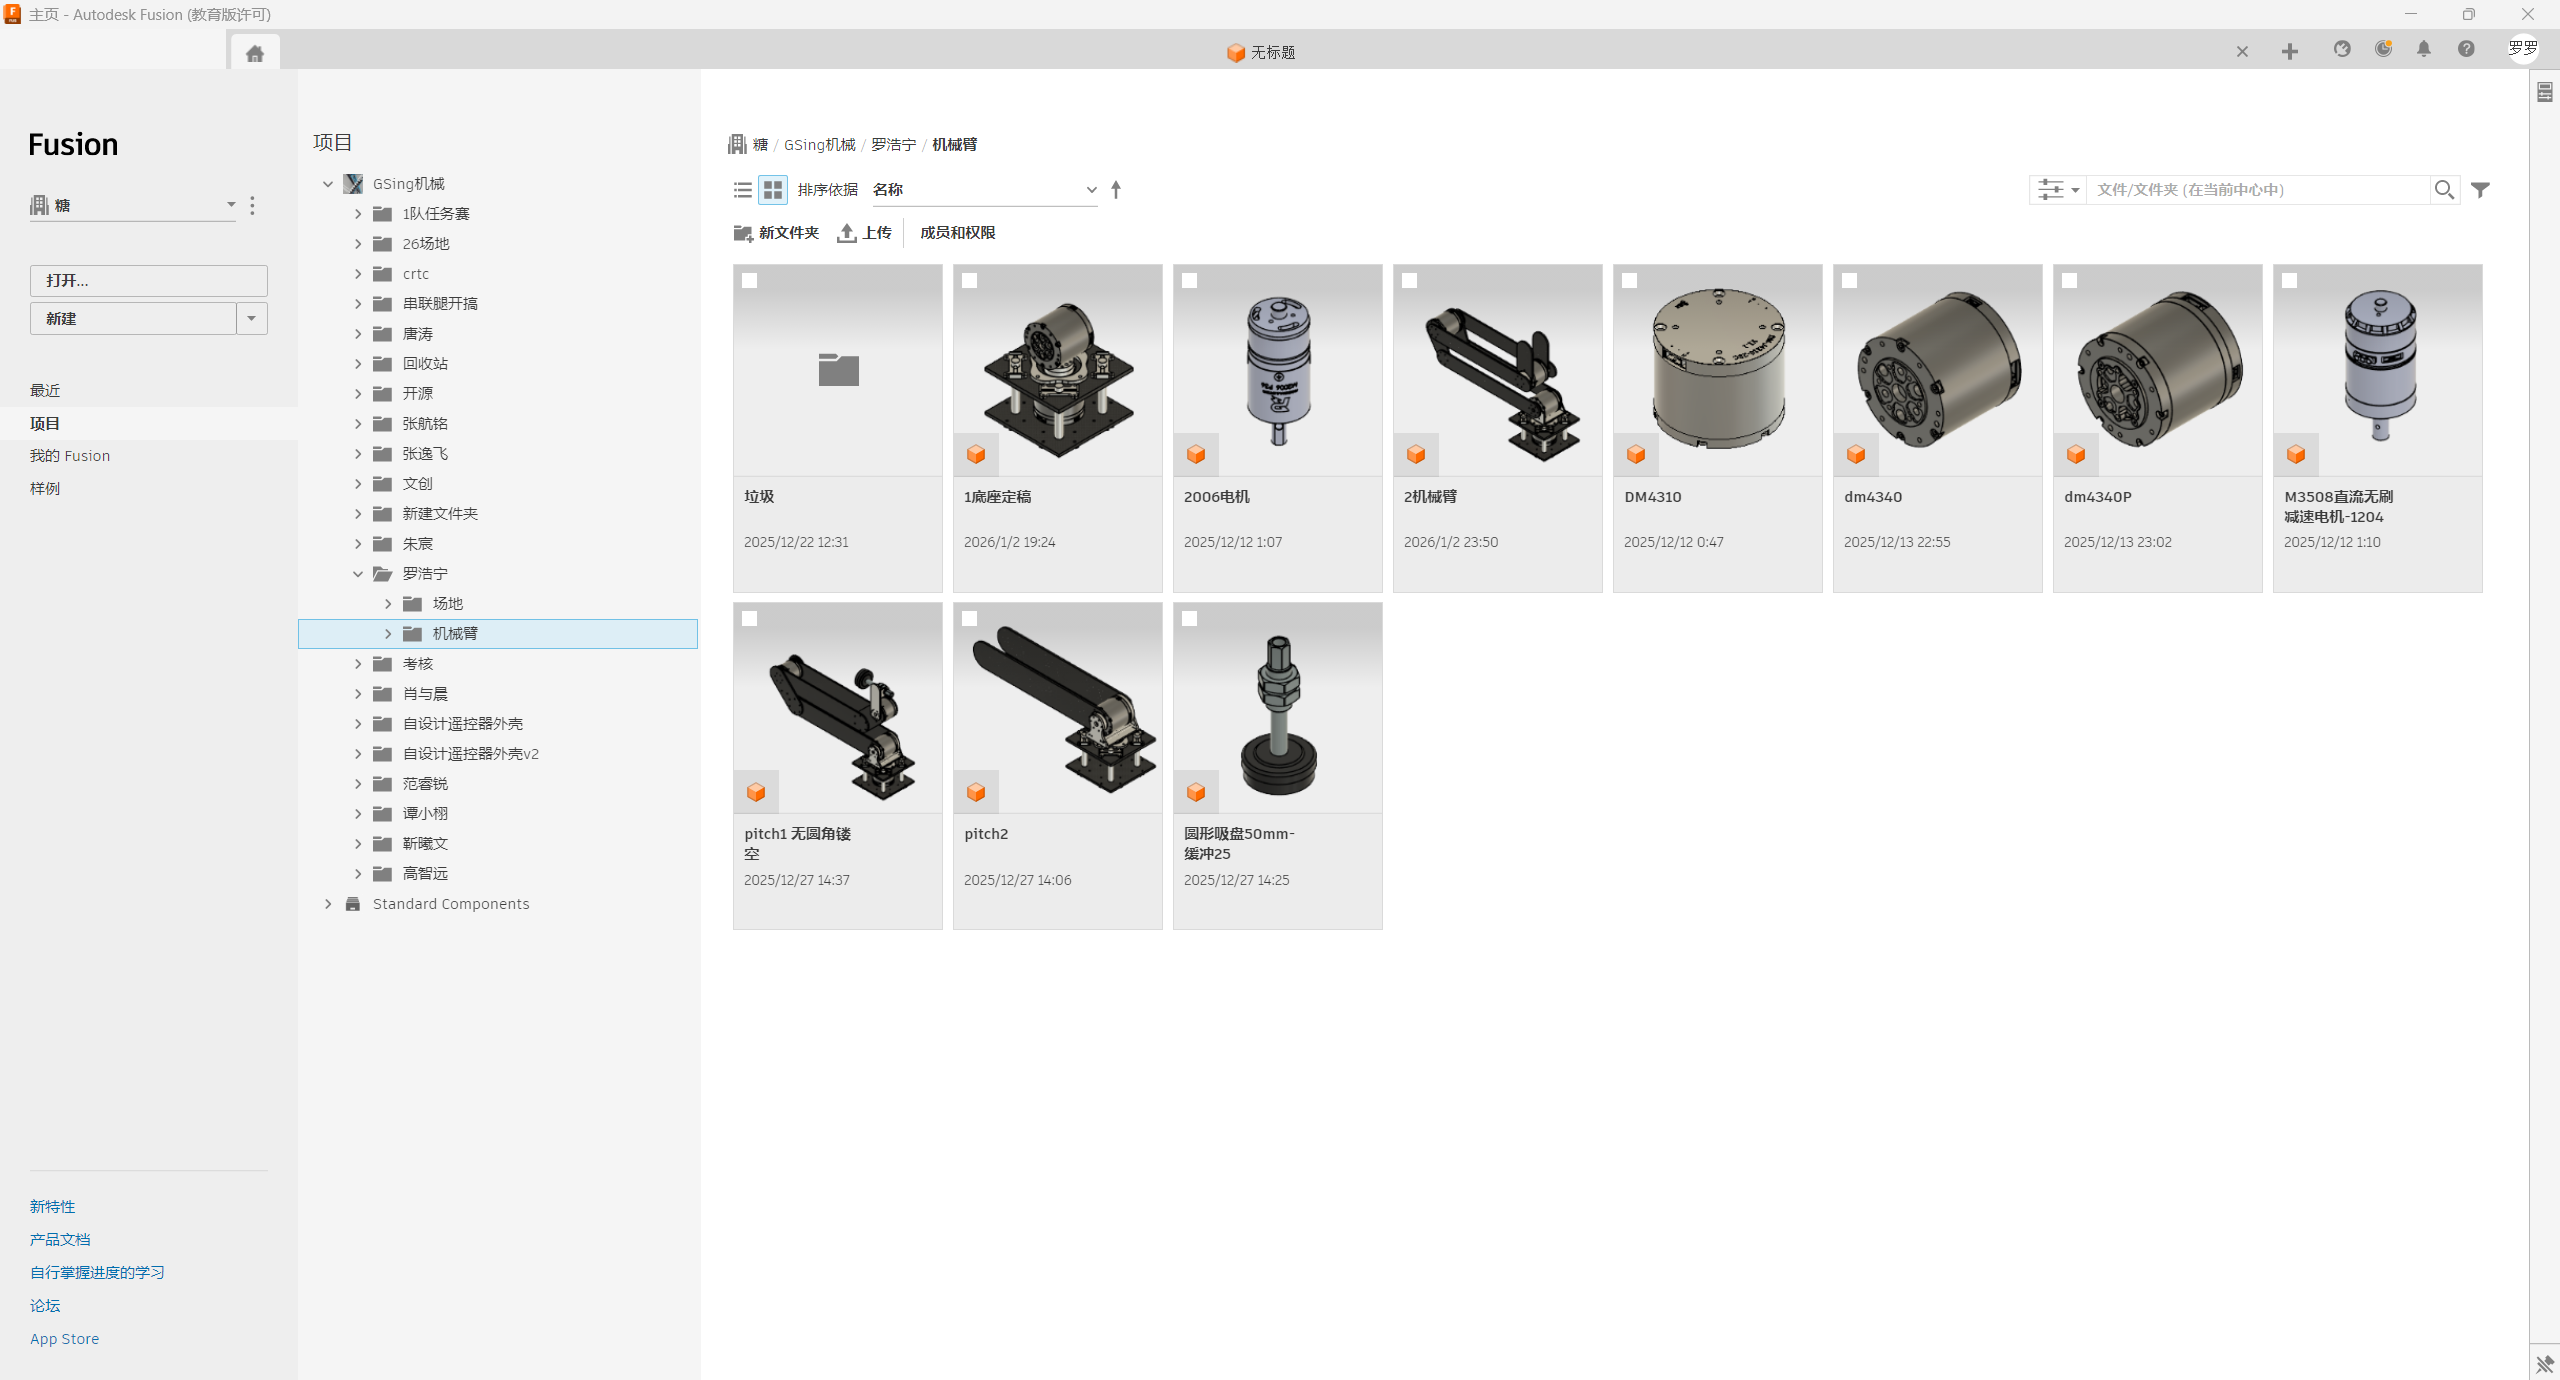 主页 - Autodesk Fusion (教育版许可)
无标题
罗罗
Fusion
糖
打开...
新建
最近
项目
我的 Fusion
样例
新特性
产品文档
自行掌握进度的学习
论坛
App Store
项目
GSing机械
1队任务赛
26场地
crtc
串联腿开搞
唐涛
回收站
开源
张航铭
张逸飞
文创
新建文件夹
朱宸
罗浩宁
场地
机械臂
考核
肖与晨
自设计遥控器外壳
自设计遥控器外壳v2
范睿锐
谭小栩
靳曦文
高智远
Standard Components
糖 / GSing机械 / 罗浩宁 / 机械臂
排序依据 名称
文件/文件夹 (在当前中心中)
新文件夹 上传 成员和权限
垃圾
2025/12/22 12:31
1底座定稿
2026/1/2 19:24
2006电机
2025/12/12 1:07
2机械臂
2026/1/2 23:50
DM4310
2025/12/12 0:47
dm4340
2025/12/13 22:55
dm4340P
2025/12/13 23:02
M3508直流无刷
减速电机-1204
2025/12/12 1:10
pitch1 无圆角镂
空
2025/12/27 14:37
pitch2
2025/12/27 14:06
圆形吸盘50mm-
缓冲25
2025/12/27 14:25